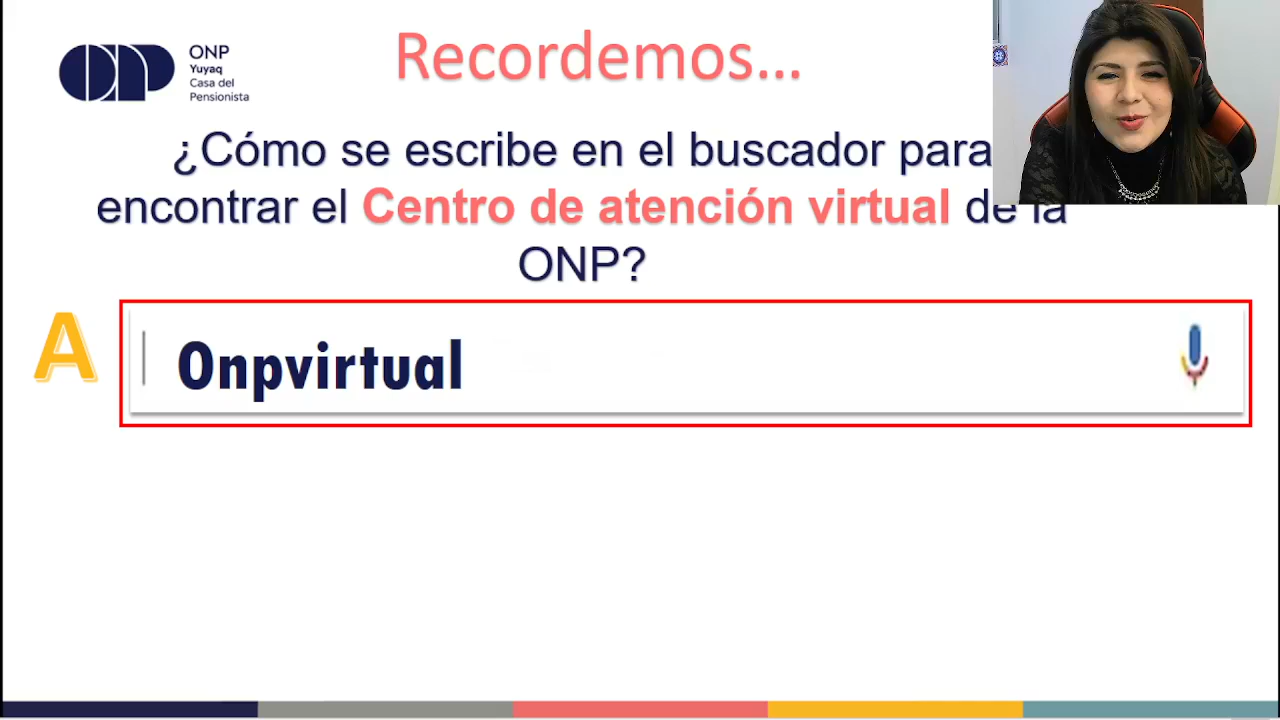 ONP
Yuyaq
Casa del
Pensionista
Recordemos...
¿Cómo se escribe en el buscador para
encontrar el Centro de atención virtual de la
ONP?
A
Onpvirtual